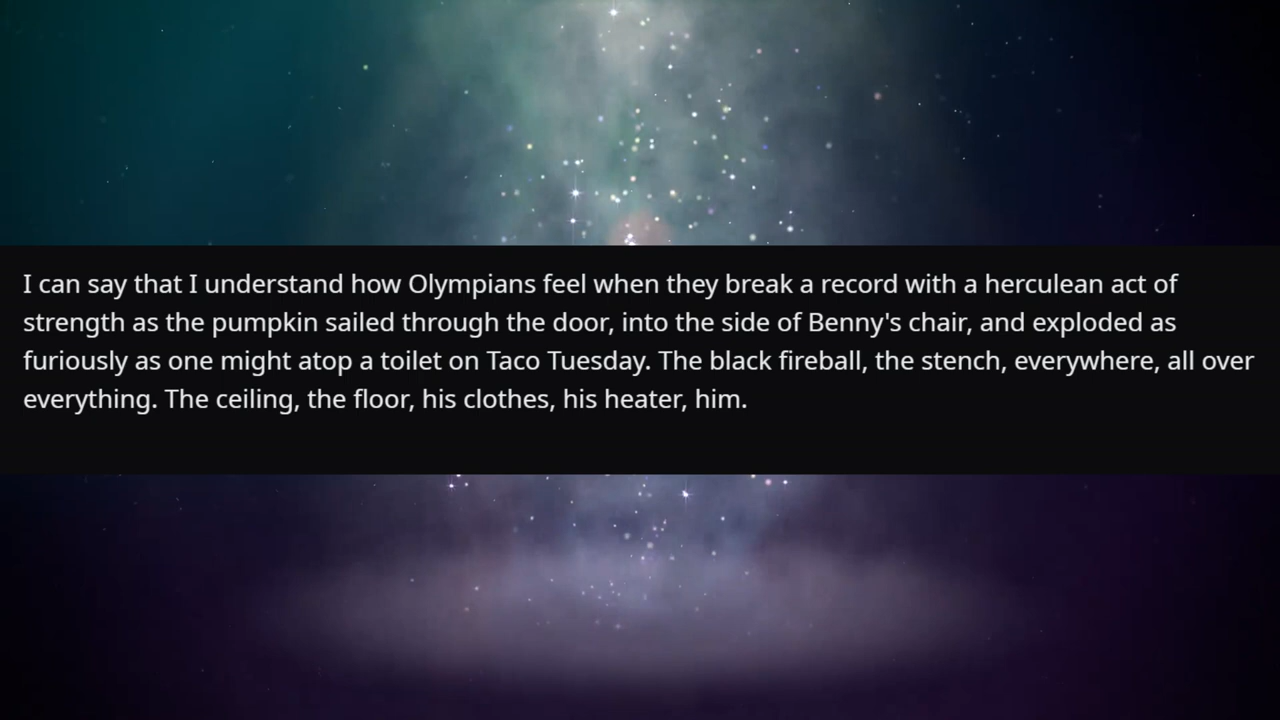 I can say that I understand how Olympians feel when they break a record with a herculean act of
strength as the pumpkin sailed through the door, into the side of Benny's chair, and exploded as
furiously as one might atop a toilet on Taco Tuesday. The black fireball, the stench, everywhere, all over
everything. The ceiling, the floor, his clothes, his heater, him.